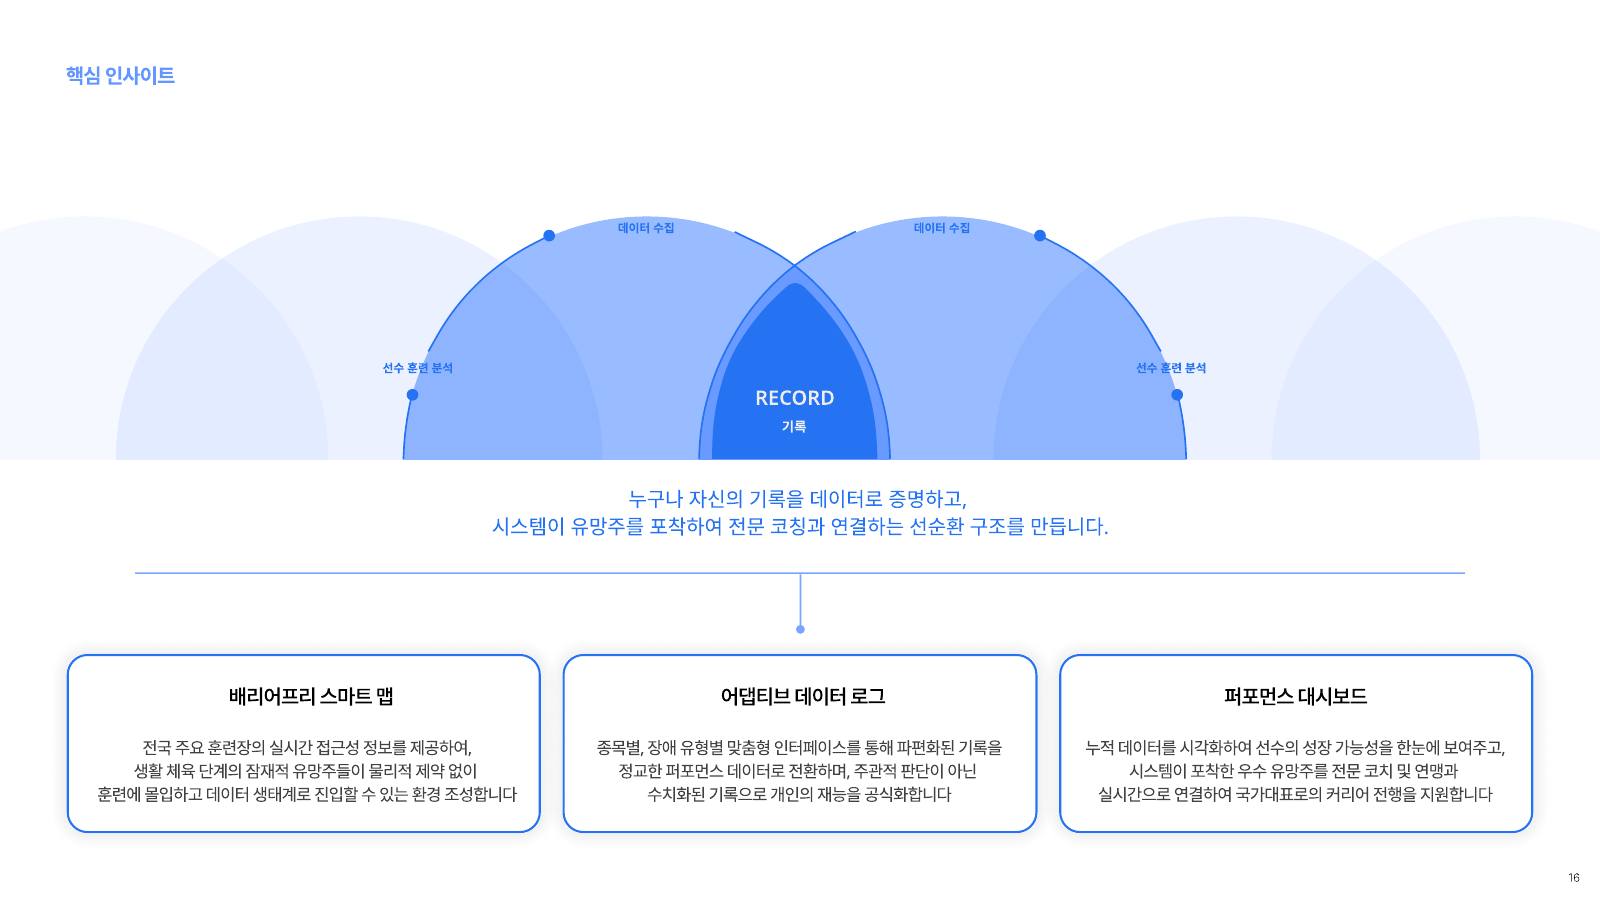 핵심 인사이트
데이터 수집
데이터 수집
선수 훈련 분석
선수 훈련 분석
RECORD
기록
누구나 자신의 기록을 데이터로 증명하고,
시스템이 유망주를 포착하여 전문 코칭과 연결하는 선순환 구조를 만듭니다.
배리어프리 스마트 맵
전국 주요 훈련장의 실시간 접근성 정보를 제공하여,
생활 체육 단계의 잠재적 유망주들이 물리적 제약 없이
훈련에 몰입하고 데이터 생태계로 진입할 수 있는 환경 조성합니다
어댑티브 데이터 로그
종목별, 장애 유형별 맞춤형 인터페이스를 통해 파편화된 기록을
정교한 퍼포먼스 데이터로 전환하며, 주관적 판단이 아닌
수치화된 기록으로 개인의 재능을 공식화합니다
퍼포먼스 대시보드
누적 데이터를 시각화하여 선수의 성장 가능성을 한눈에 보여주고,
시스템이 포착한 우수 유망주를 전문 코치 및 연맹과
실시간으로 연결하여 국가대표로의 커리어 전행을 지원합니다
16